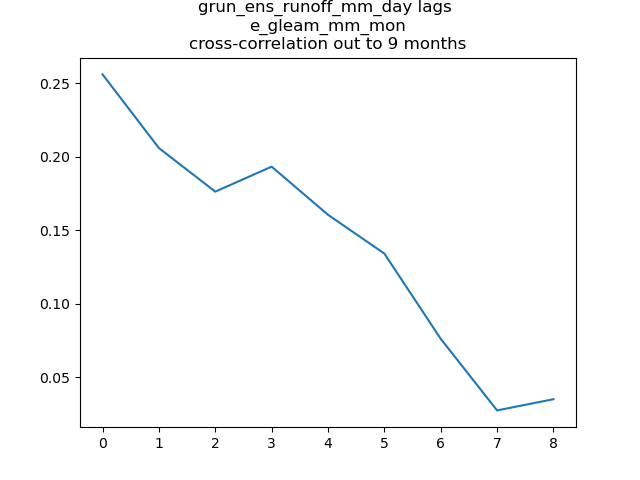 grun_ens_runoff_mm_day lags
e_gleam_mm_mon
cross-correlation out to 9 months
0.25
0.20
0.15
0.10
0.05
0 1 2 3 4 5 6 7 8